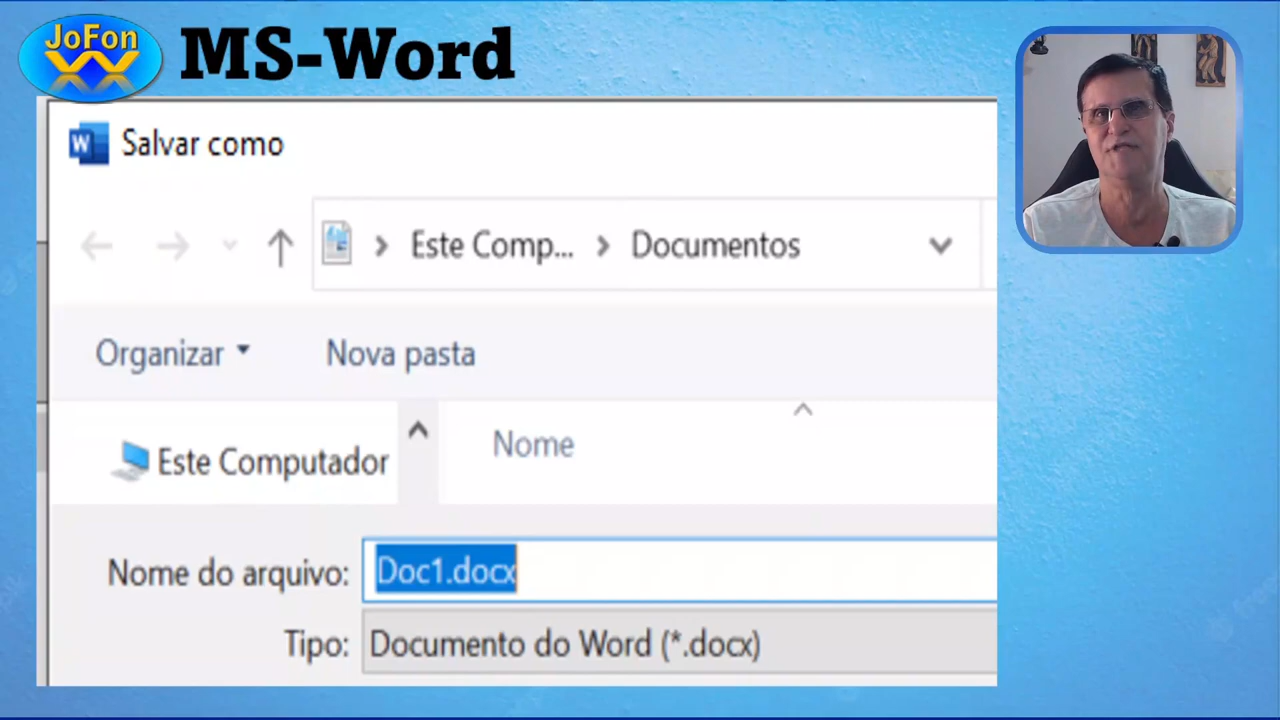 JoFon
MS-Word
Salvar como
Este Comp... Documentos
Organizar Nova pasta
Este Computador
Nome
Nome do arquivo: Doc1.docx
Tipo: Documento do Word (*.docx)